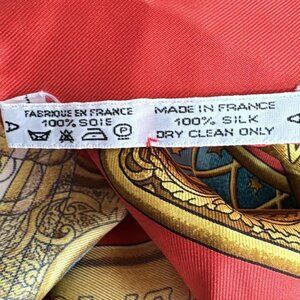 FABRIQUE EN FRANCE
100% SOIE
MADE IN FRANCE
100% SILK
DRY CLEAN ONLY
A
P
A